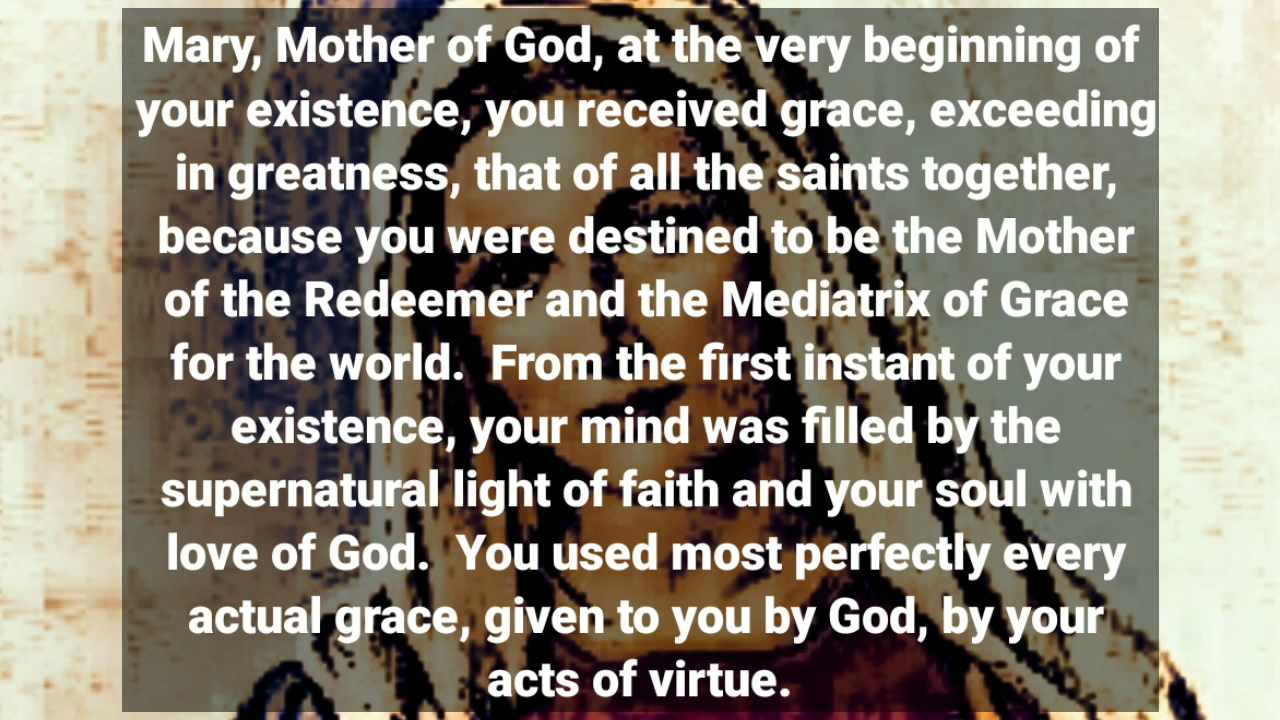 Mary, Mother of God, at the very beginning of
your existence, you received grace, exceeding
in greatness, that of all the saints together,
because you were destined to be the Mother
of the Redeemer and the Mediatrix of Grace
for the world.  From the first instant of your
existence, your mind was filled by the
supernatural light of faith and your soul with
love of God.  You used most perfectly every
actual grace, given to you by God, by your
acts of virtue.